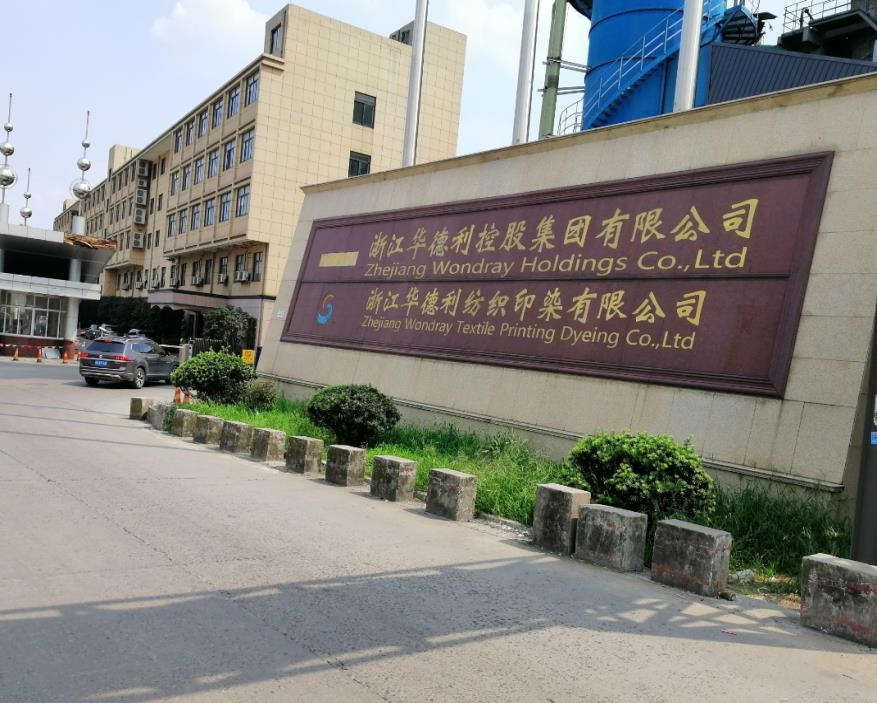 浙江华德利控股集团有限公司
Zhejiang Wondray Holdings Co.,Ltd
浙江华德利纺织印染有限公司
Zhejiang Wondray Textile Printing Dyeing Co.,Ltd